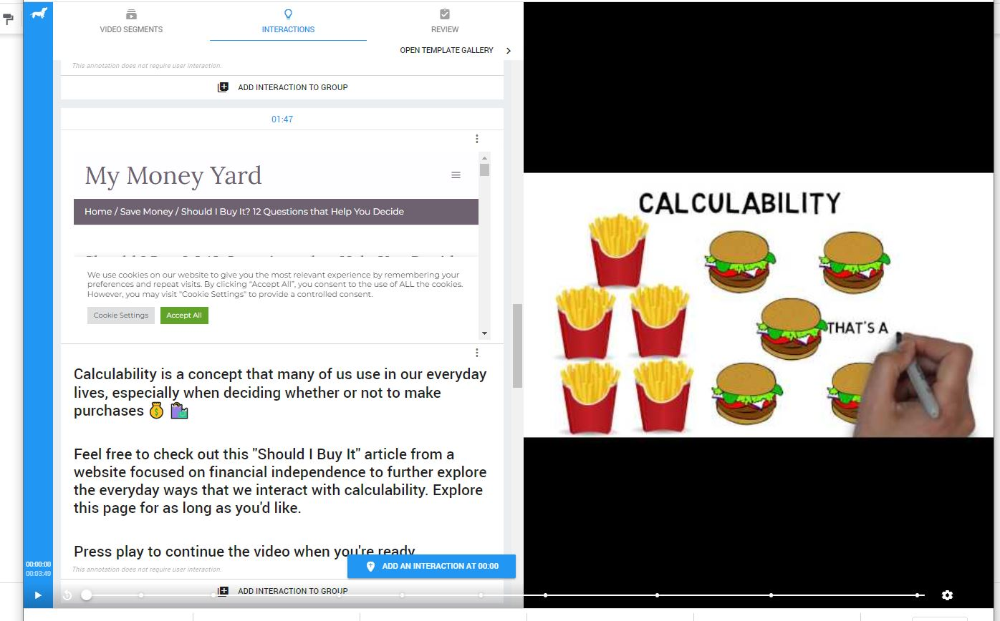 VIDEO SEGMENTS
INTERACTIONS
REVIEW
OPEN TEMPLATE GALLERY
This annotation does not require user interaction.
ADD INTERACTION TO GROUP
01:47
My Money Yard
Home / Save Money / Should I Buy It? 12 Questions that Help You Decide
We use cookies on our website to give you the most relevant experience by remembering your
preferences and repeat visits. By clicking “Accept All”, you consent to the use of ALL the cookies.
However, you may visit "Cookie Settings" to provide a controlled consent.
Cookie Settings
Accept All
Calculability is a concept that many of us use in our everyday
lives, especially when deciding whether or not to make
purchases 💰 🛍️
Feel free to check out this "Should I Buy It" article from a
website focused on financial independence to further explore
the everyday ways that we interact with calculability. Explore
this page for as long as you'd like.
Press play to continue the video when you're ready
This annotation does not require user interaction.
ADD AN INTERACTION AT 00:00
ADD INTERACTION TO GROUP
00:00:00
00:03:49
CALCULABILITY
THAT'S A